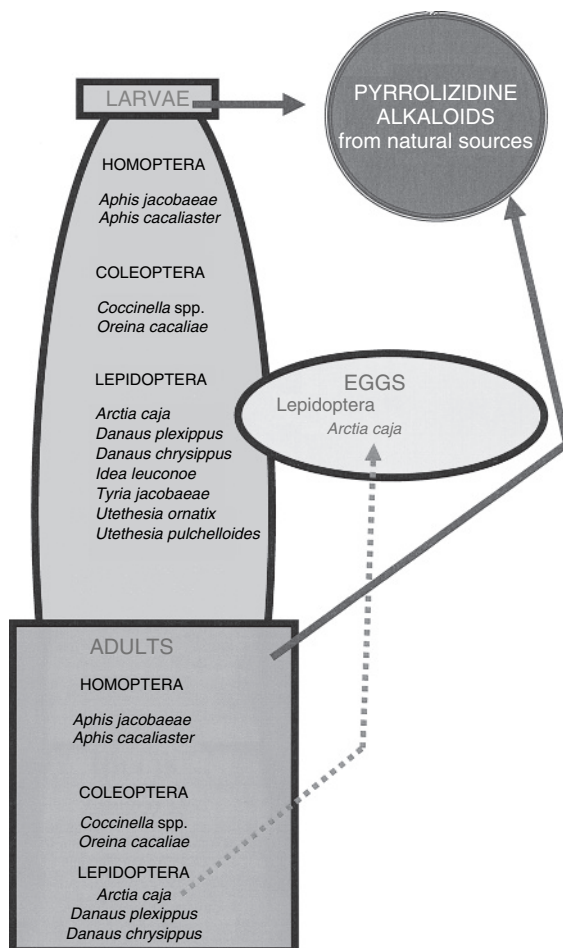 LARVAE
PYRROLIZIDINE
ALKALOIDS
from natural sources
HOMOPTERA
Aphis jacobaeae
Aphis cacaliaster
COLEOPTERA
Coccinella spp.
Oreina cacaliae
LEPIDOPTERA
Arctia caja
Danaus plexippus
Danaus chrysippus
Idea leuconoe
Tyria jacobaeae
Utethesia ornatix
Utethesia pulchelloides
EGGS
Lepidoptera
Arctia caja
ADULTS
HOMOPTERA
Aphis jacobaeae
Aphis cacaliaster
COLEOPTERA
Coccinella spp.
Oreina cacaliae
LEPIDOPTERA
Arctia caja
Danaus plexippus
Danaus chrysippus